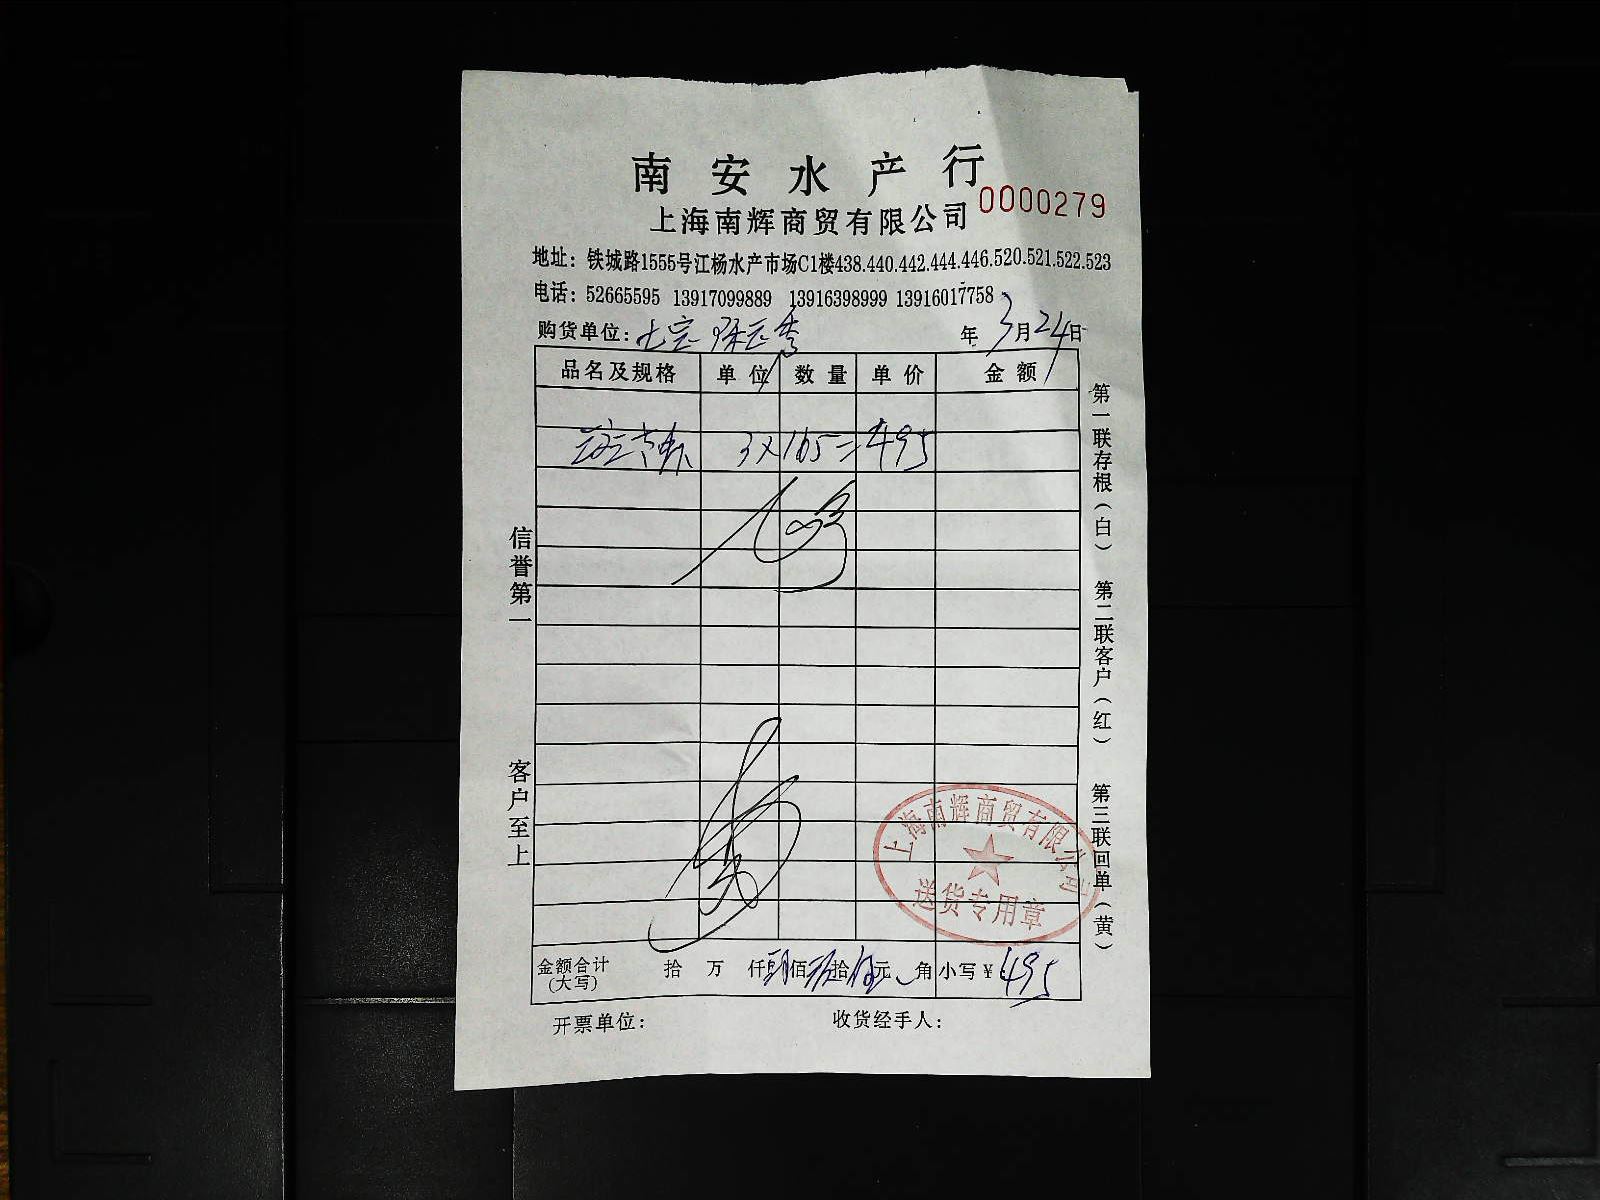 南安水产行
0000279
上海南辉商贸有限公司
地址：铁城路1555号江杨水产市场C1楼438.440.442.444.446.520.521.522.523
电话：52665595 13917099889 13916398999 13916017758
购货单位： 年3月24日
品名及规格 单位 数量 单价 金额
3×165=495
信誉第一
客户至上
第一联存根（白） 第二联客户（红） 第三联回单（黄）
上海南辉商贸有限公司
送货专用章
金额合计 拾 万 仟 佰 拾 元 角 小写￥：495
(大写)
开票单位： 收货经手人：